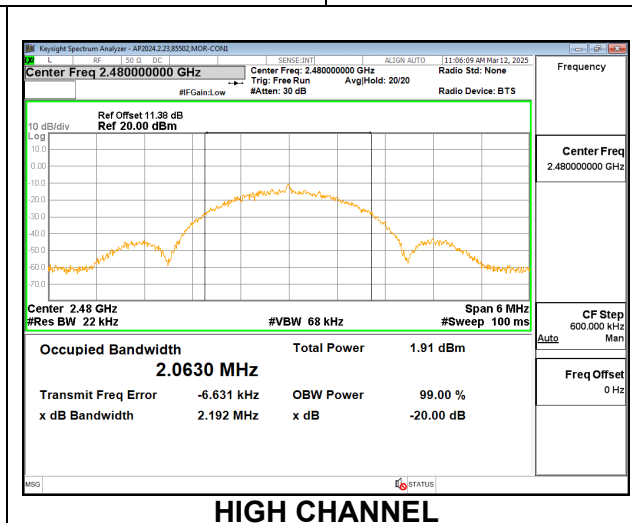 Keysight Spectrum Analyzer - AP2024.2.23,85502,MOR-CON1
L RF 50 Ω DC SENSE:INT ALIGN AUTO 11:06:09 AM Mar 12, 2025
Center Freq 2.480000000 GHz
Center Freq: 2.480000000 GHz Radio Std: None
Trig: Free Run Avg|Hold: 20/20
#IFGain:Low #Atten: 30 dB Radio Device: BTS
Ref Offset 11.38 dB
10 dB/div Ref 20.00 dBm
Log
10.0
0.00
-10.0
-20.0
-30.0
-40.0
-50.0
-60.0
-70.0
Center 2.48 GHz Span 6 MHz
#Res BW 22 kHz #VBW 68 kHz #Sweep 100 ms
Occupied Bandwidth Total Power 1.91 dBm
2.0630 MHz
Transmit Freq Error -6.631 kHz OBW Power 99.00 %
x dB Bandwidth 2.192 MHz x dB -20.00 dB
MSG STATUS
Frequency
Center Freq
2.480000000 GHz
CF Step
600.000 kHz
Auto Man
Freq Offset
0 Hz
HIGH CHANNEL